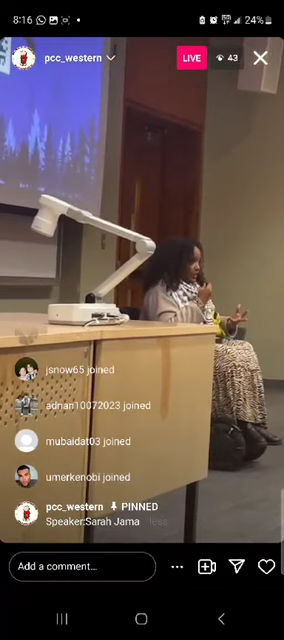 8:16
24%
pcc_western
LIVE
43
jsnow65 joined
adnan10072023 joined
mubaidat03 joined
umerkenobi joined
pcc_western PINNED
Speaker:Sarah Jama less
Add a comment...